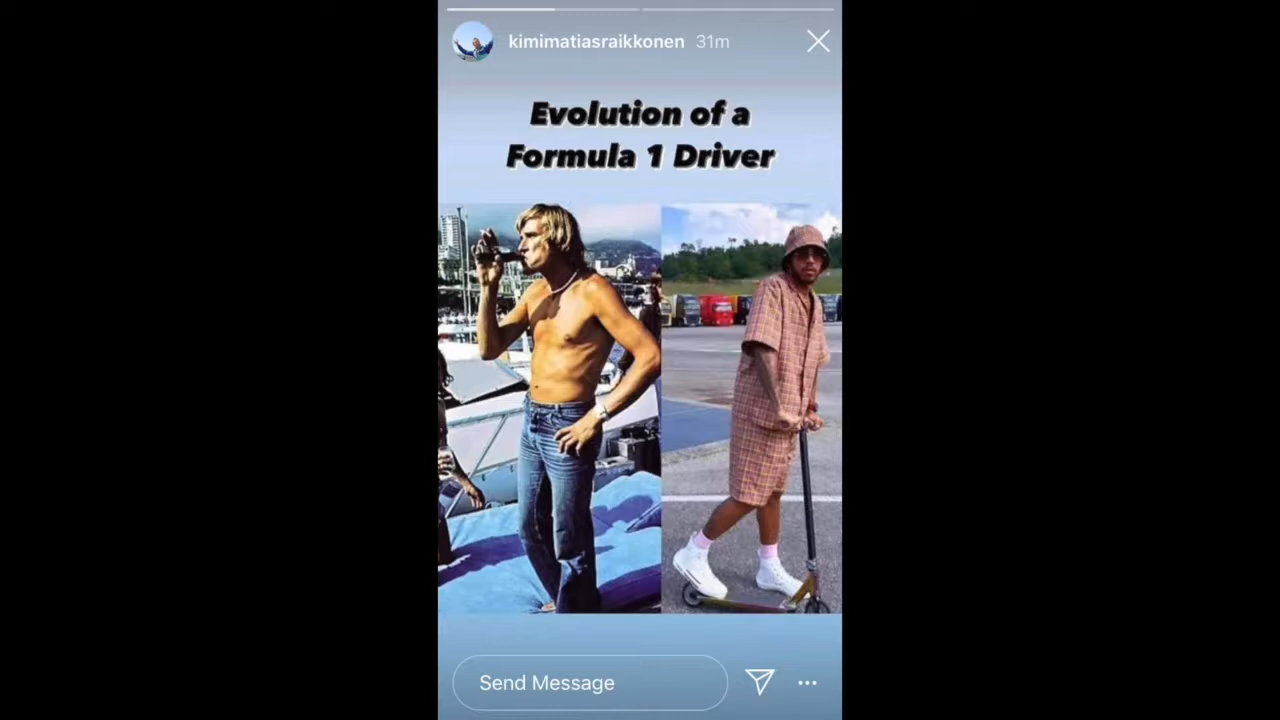 kimimatiasraikkonen 31m
Evolution of a
Formula 1 Driver
Send Message